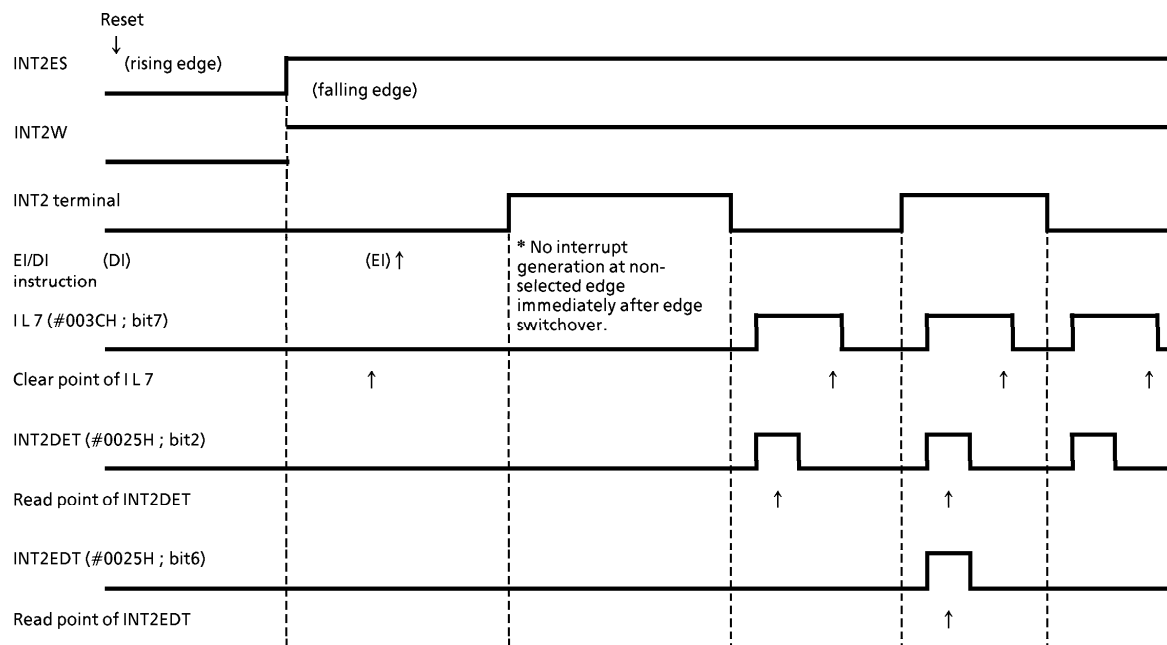 Reset
INT2ES
(rising edge)
(falling edge)
INT2W
INT2 terminal
EI/DI (DI)
instruction
(EI) ↑
* No interrupt
generation at non-
selected edge
immediately after edge
switchover.
I L 7 (#003CH ; bit7)
Clear point of I L 7
INT2DET (#0025H ; bit2)
Read point of INT2DET
INT2EDT (#0025H ; bit6)
Read point of INT2EDT